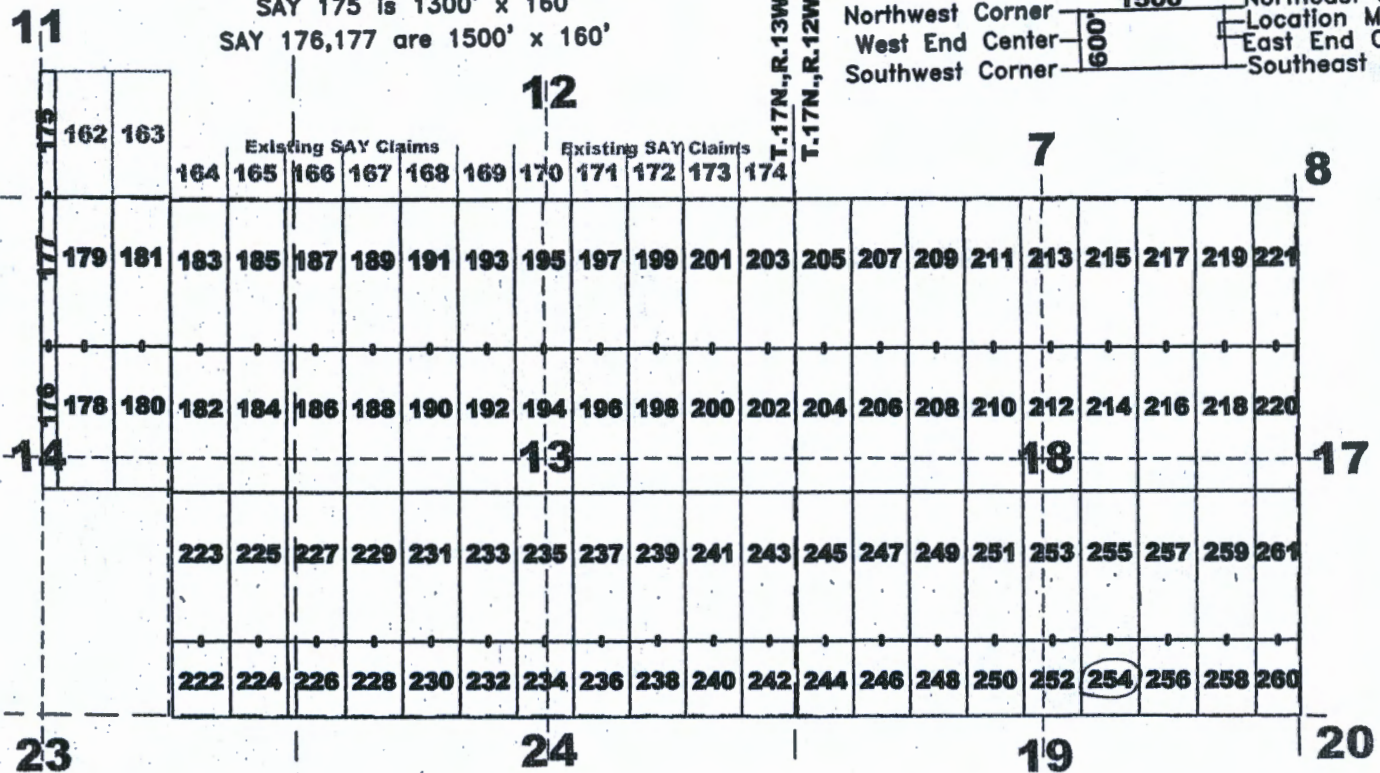 SAY 175 is 1300' x 160'
SAY 176,177 are 1500' x 160'
T.17N.,R.13W
T.17N.,R.12W
1500'
600'
Northwest Corner
West End Center
Southwest Corner
Location
East End
Southeast
11
12
7
8
175 162 163
Existing SAY Claims
Existing SAY Claims
164 165 166 167 168 169 170 171 172 173 174
177 179 181 183 185 187 189 191 193 195 197 199 201 203 205 207 209 211 213 215 217 219 221
176 178 180 182 184 186 188 190 192 194 196 198 200 202 204 206 208 210 212 214 216 218 220
14 13 18 17
223 225 227 229 231 233 235 237 239 241 243 245 247 249 251 253 255 257 259 261
222 224 226 228 230 232 234 236 238 240 242 244 246 248 250 252 254 256 258 260
23 24 19 20